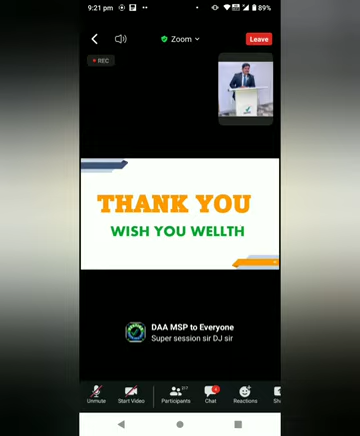 9:21 pm
89%
Zoom
Leave
REC
THANK YOU
WISH YOU WELLTH
DAA MSP to Everyone
Super session sir DJ sir
Unmute
Start Video
Participants
Chat
Reactions